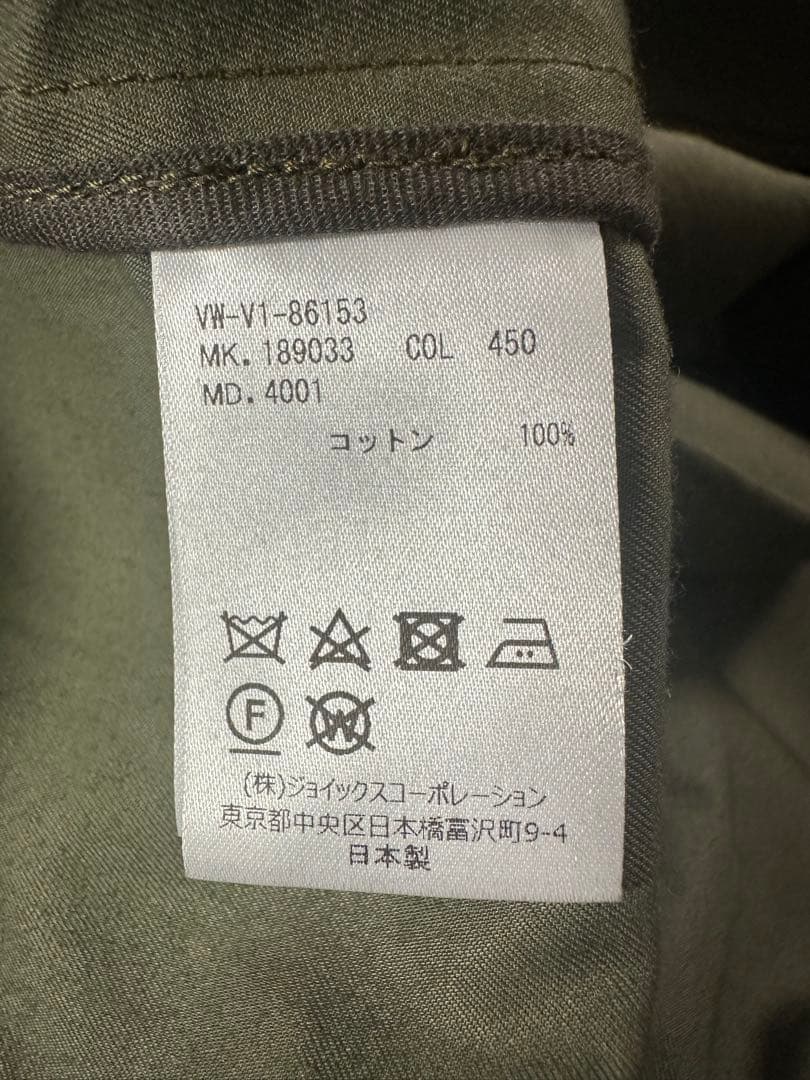 VW-V1-86153
MK.189033 COL 450
MD.4001
コットン 100%
F
W
(株)ジョイックスコーポレーション
東京都中央区日本橋富沢町9-4
日本製